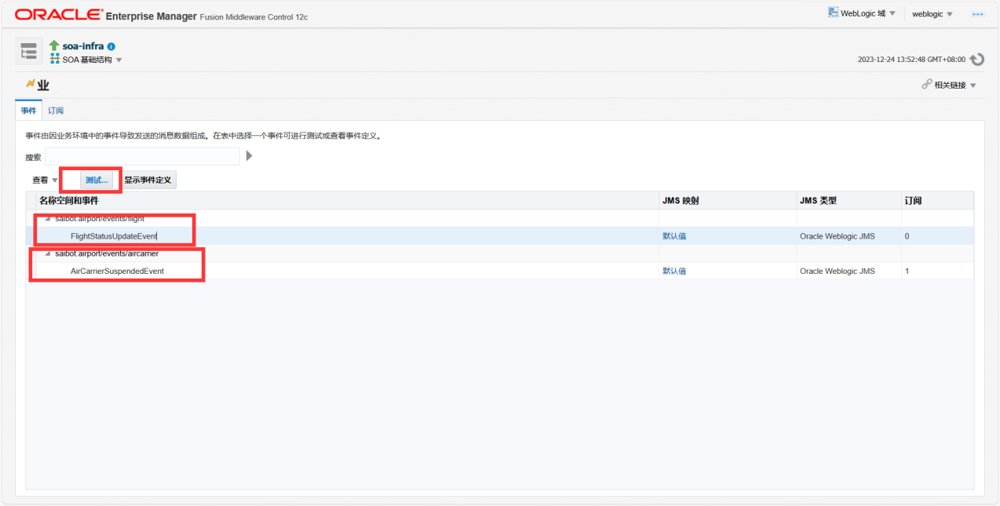 ORACLE Enterprise Manager Fusion Middleware Control 12c
WebLogic 域
weblogic
soa-infra
SOA 基础结构
2023-12-24 13:52:48 GMT+08:00
业
相关链接
事件 订阅
事件由因业务环境中的事件导致发送的消息数据组成。在表中选择一个事件可进行测试或查看事件定义。
搜索
查看 测试... 显示事件定义
名称空间和事件 JMS 映射 JMS 类型 订阅
saibot.airport/events/flight
FlightStatusUpdateEvent 默认值 Oracle Weblogic JMS 0
saibot.airport/events/aircarrier
AirCarrierSuspendedEvent 默认值 Oracle Weblogic JMS 1